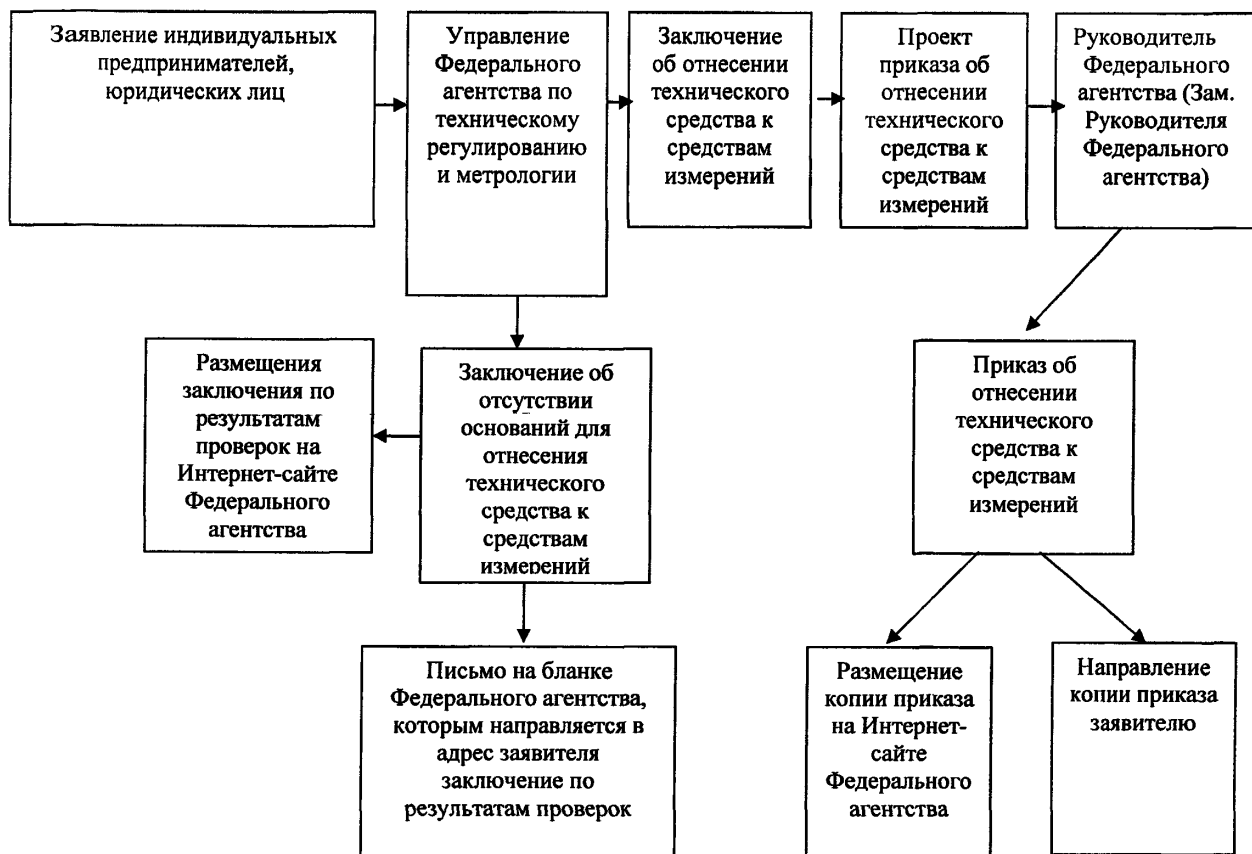 Заявление индивидуальных
предпринимателей,
юридических лиц
Управление
Федерального
агентства по
техническому
регулированию
и метрологии
Заключение
об отнесении
технического
средства к
средствам
измерений
Проект
приказа об
отнесении
технического
средства к
средствам
измерений
Руководитель
Федерального
агентства (Зам.
Руководителя
Федерального
агентства)
Размещения
заключения по
результатам
проверок на
Интернет-сайте
Федерального
агентства
Заключение об
отсутствии
оснований для
отнесения
технического
средства к
средствам
измерений
Приказ об
отнесении
технического
средства к
средствам
измерений
Письмо на бланке
Федерального агентства,
которым направляется в
адрес заявителя
заключение по
результатам проверок
Размещение
копии приказа
на Интернет-
сайте
Федерального
агентства
Направление
копии приказа
заявителю